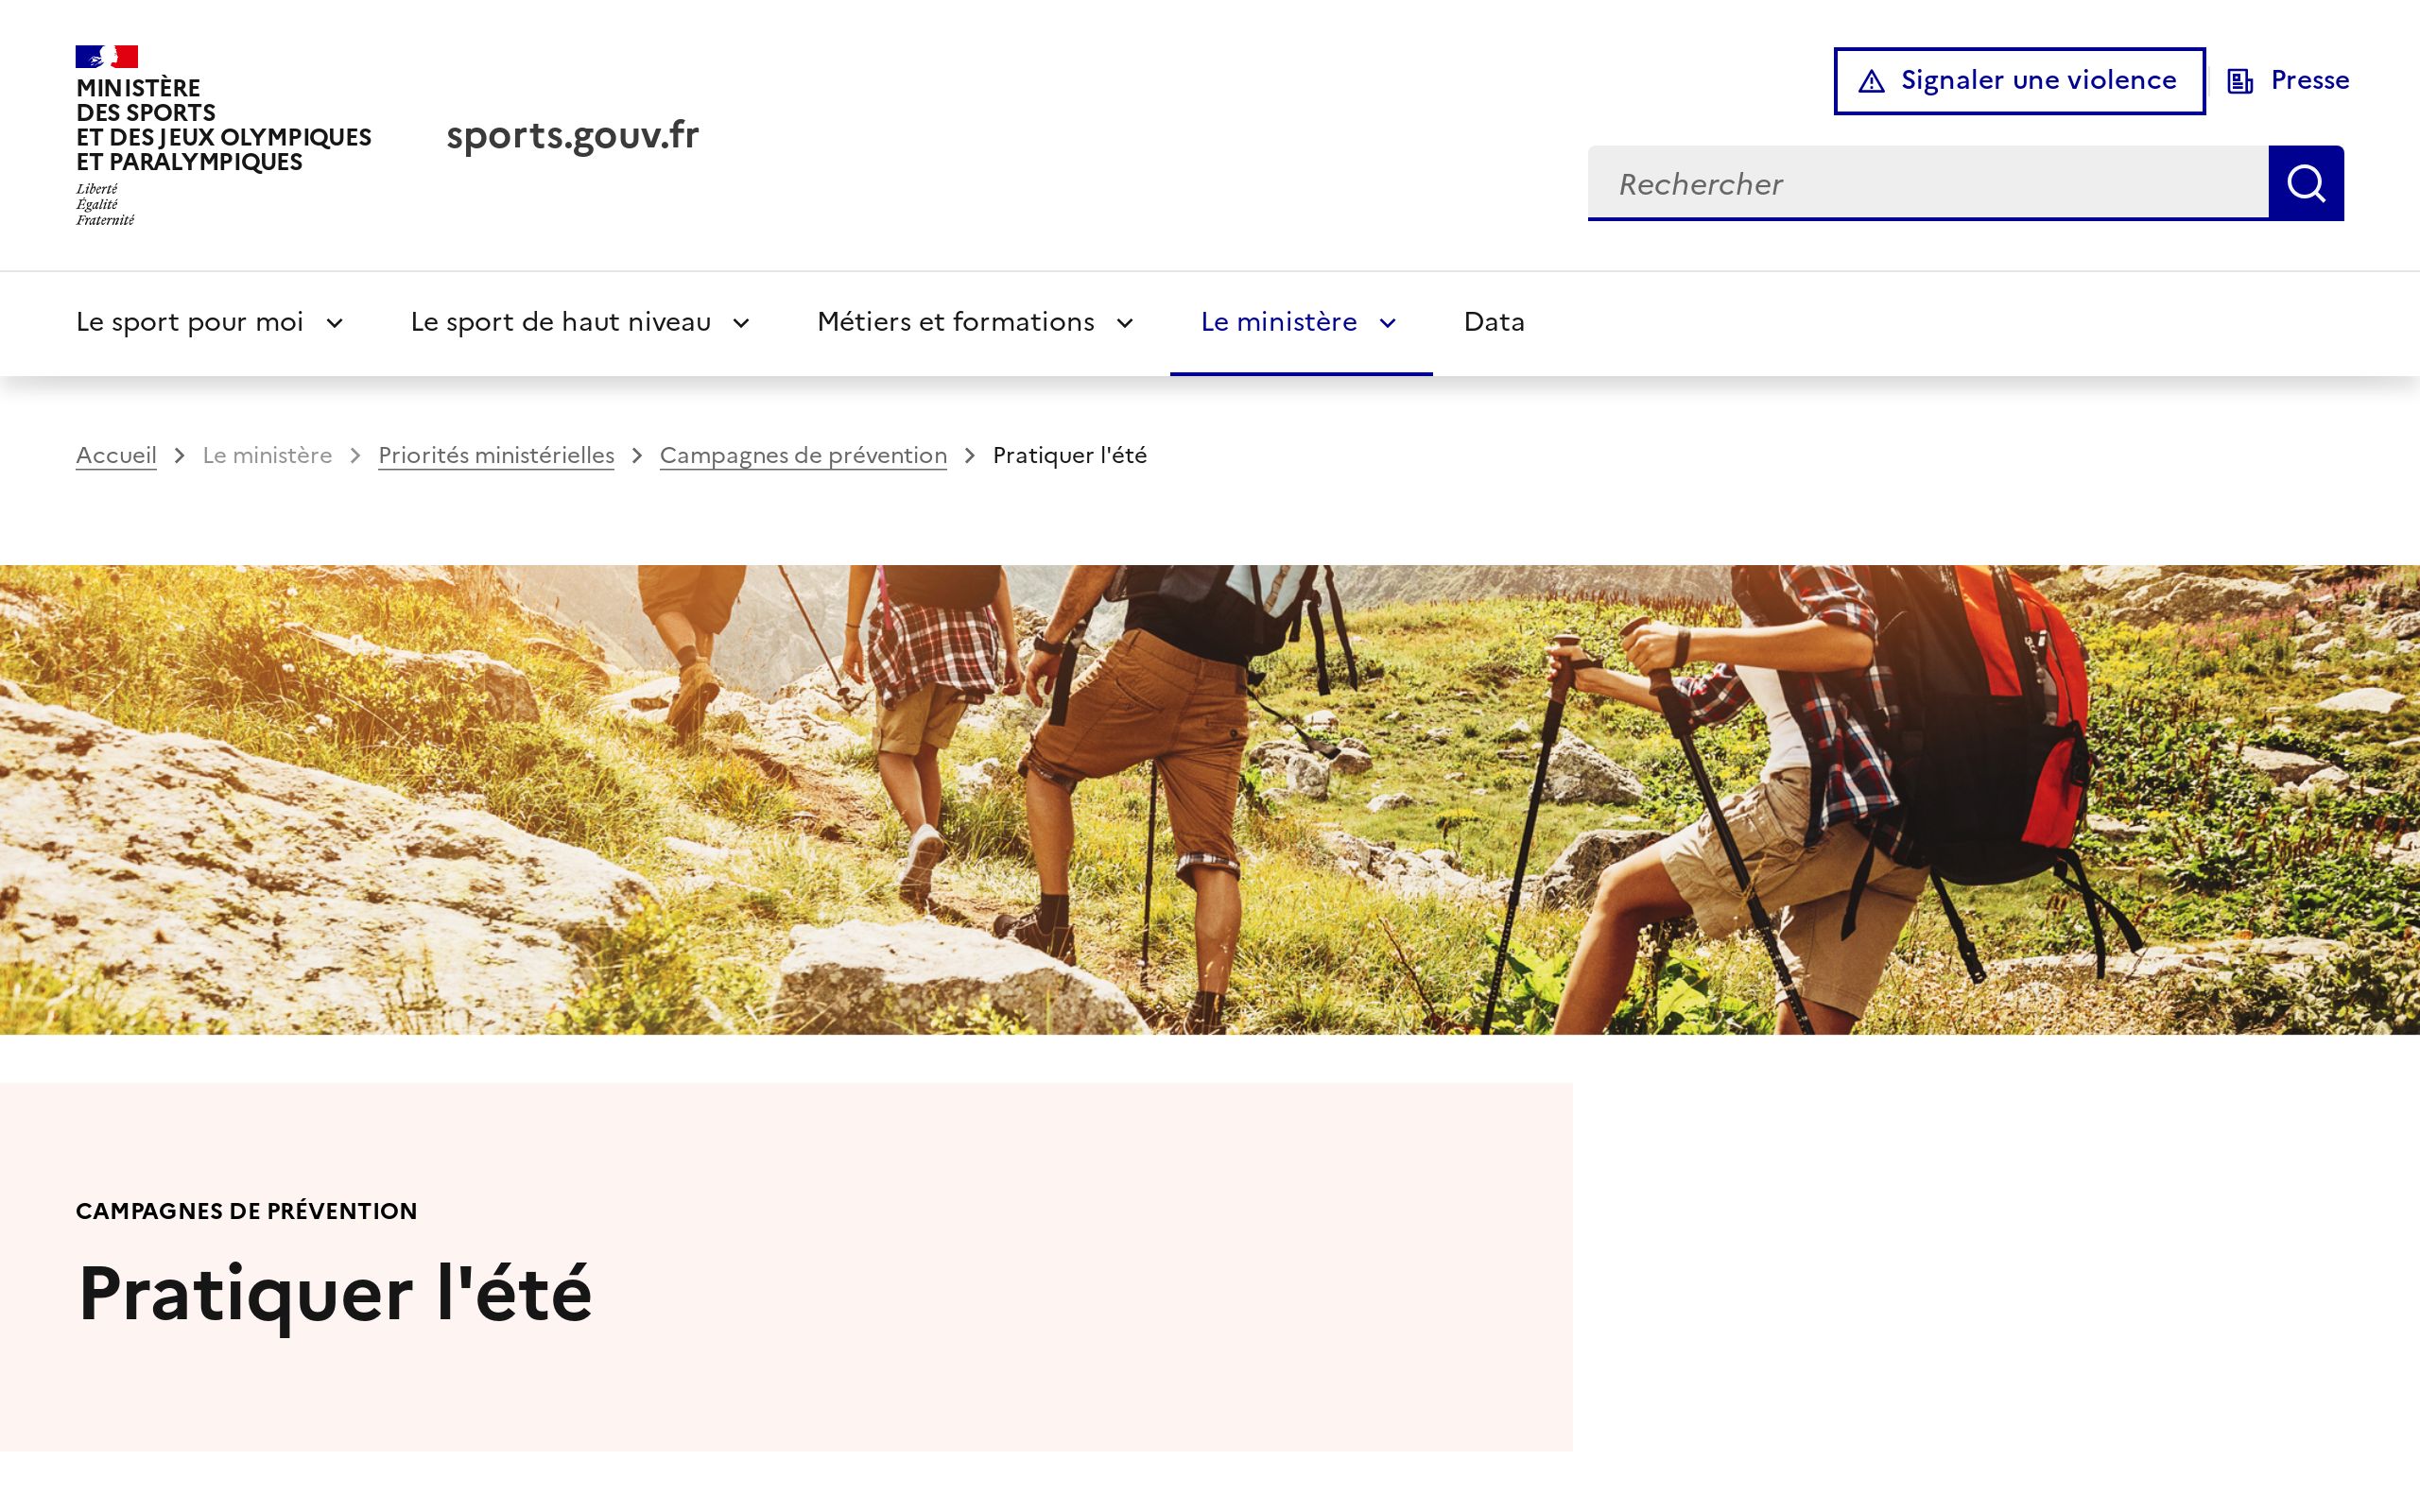 MINISTÈRE
DES SPORTS
ET DES JEUX OLYMPIQUES
ET PARALYMPIQUES
Liberté
Égalité
Fraternité
sports.gouv.fr
Signaler une violence
Presse
Rechercher
Le sport pour moi
Le sport de haut niveau
Métiers et formations
Le ministère
Data
Accueil > Le ministère > Priorités ministérielles > Campagnes de prévention > Pratiquer l'été
CAMPAGNES DE PRÉVENTION
Pratiquer l'été